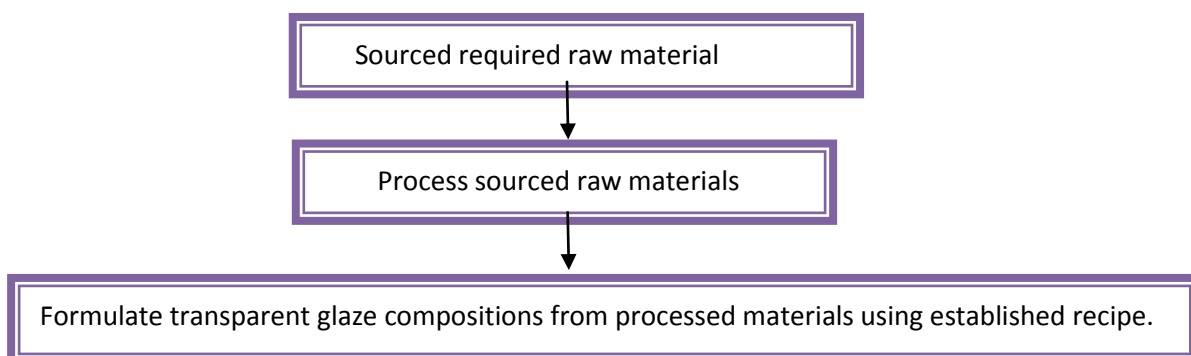 Sourced required raw material
Process sourced raw materials
Formulate transparent glaze compositions from processed materials using established recipe.